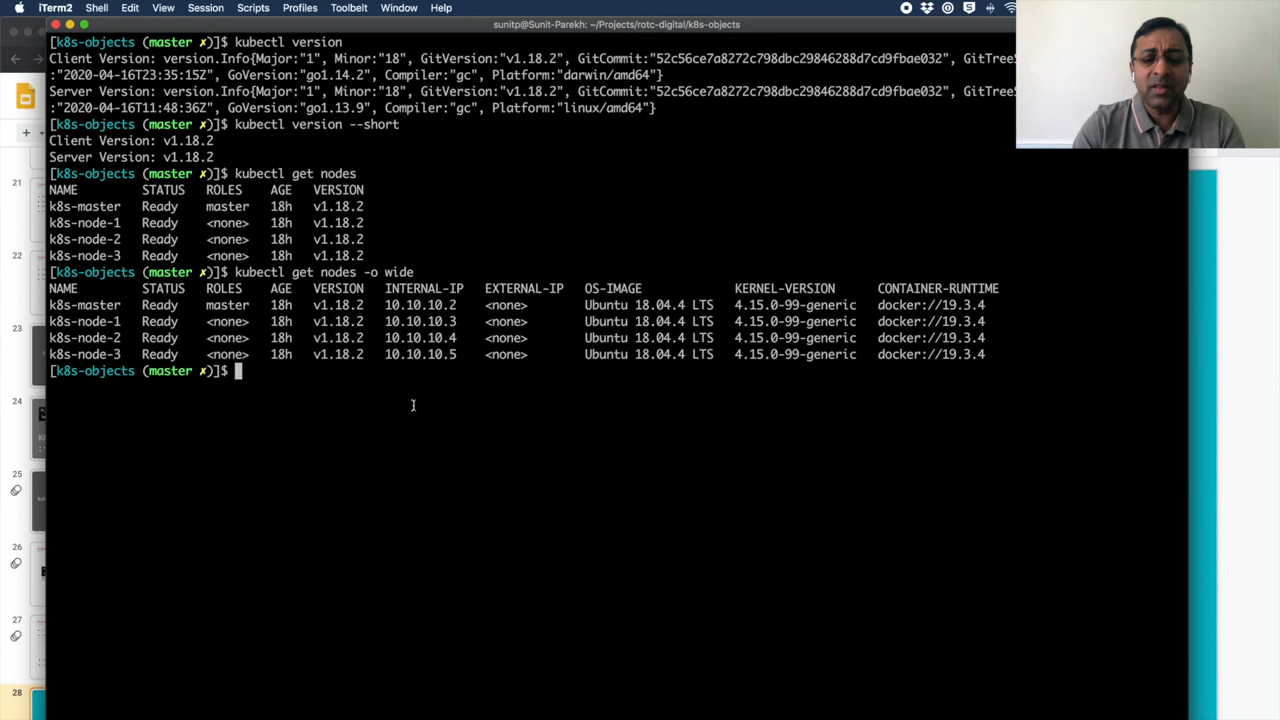 iTerm2 Shell Edit View Session Scripts Profiles Toolbelt Window Help
sunitp@Sunit-Parekh: ~/Projects/rotc-digital/k8s-objects
[k8s-objects (master ✗)]$ kubectl version
Client Version: version.Info{Major:"1", Minor:"18", GitVersion:"v1.18.2", GitCommit:"52c56ce7a8272c798dbc29846288d7cd9fbae032", GitTreeS
:"2020-04-16T23:35:15Z", GoVersion:"go1.14.2", Compiler:"gc", Platform:"darwin/amd64"}
Server Version: version.Info{Major:"1", Minor:"18", GitVersion:"v1.18.2", GitCommit:"52c56ce7a8272c798dbc29846288d7cd9fbae032", GitTreeS
:"2020-04-16T11:48:36Z", GoVersion:"go1.13.9", Compiler:"gc", Platform:"linux/amd64"}
[k8s-objects (master ✗)]$ kubectl version --short
Client Version: v1.18.2
Server Version: v1.18.2
[k8s-objects (master ✗)]$ kubectl get nodes
NAME STATUS ROLES AGE VERSION
k8s-master Ready master 18h v1.18.2
k8s-node-1 Ready <none> 18h v1.18.2
k8s-node-2 Ready <none> 18h v1.18.2
k8s-node-3 Ready <none> 18h v1.18.2
[k8s-objects (master ✗)]$ kubectl get nodes -o wide
NAME STATUS ROLES AGE VERSION INTERNAL-IP EXTERNAL-IP OS-IMAGE KERNEL-VERSION CONTAINER-RUNTIME
k8s-master Ready master 18h v1.18.2 10.10.10.2 <none> Ubuntu 18.04.4 LTS 4.15.0-99-generic docker://19.3.4
k8s-node-1 Ready <none> 18h v1.18.2 10.10.10.3 <none> Ubuntu 18.04.4 LTS 4.15.0-99-generic docker://19.3.4
k8s-node-2 Ready <none> 18h v1.18.2 10.10.10.4 <none> Ubuntu 18.04.4 LTS 4.15.0-99-generic docker://19.3.4
k8s-node-3 Ready <none> 18h v1.18.2 10.10.10.5 <none> Ubuntu 18.04.4 LTS 4.15.0-99-generic docker://19.3.4
[k8s-objects (master ✗)]$
21
22
23
24
25
26
27
28